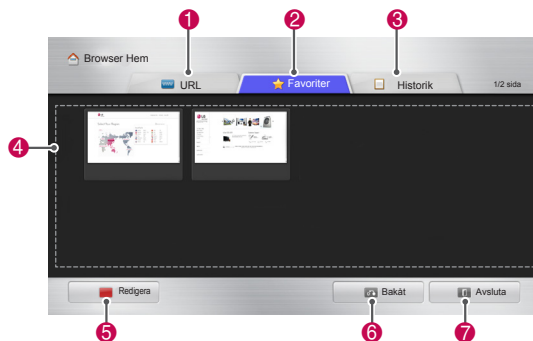 1 2 3
Browser Hem
URL Favoriter Historik 1/2 sida
4
Redigera Bakåt Avsluta
5 6 7